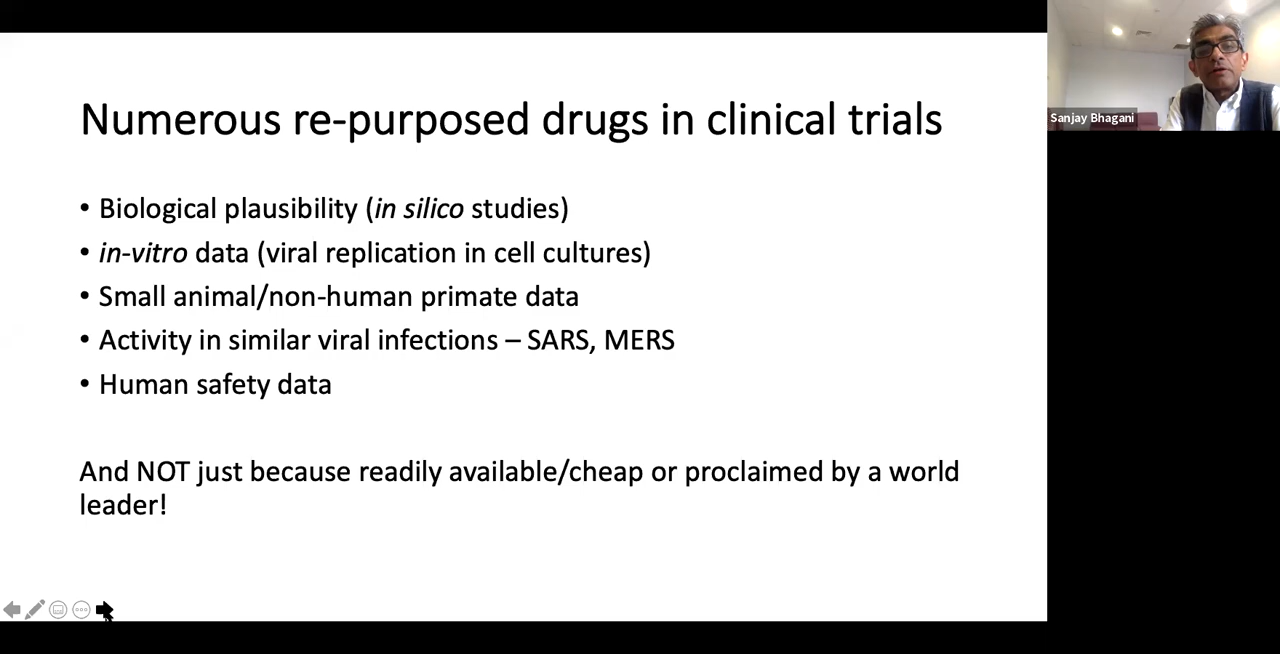 Numerous re-purposed drugs in clinical trials
• Biological plausibility (in silico studies)
• in-vitro data (viral replication in cell cultures)
• Small animal/non-human primate data
• Activity in similar viral infections – SARS, MERS
• Human safety data
And NOT just because readily available/cheap or proclaimed by a world
leader!
Sanjay Bhagani